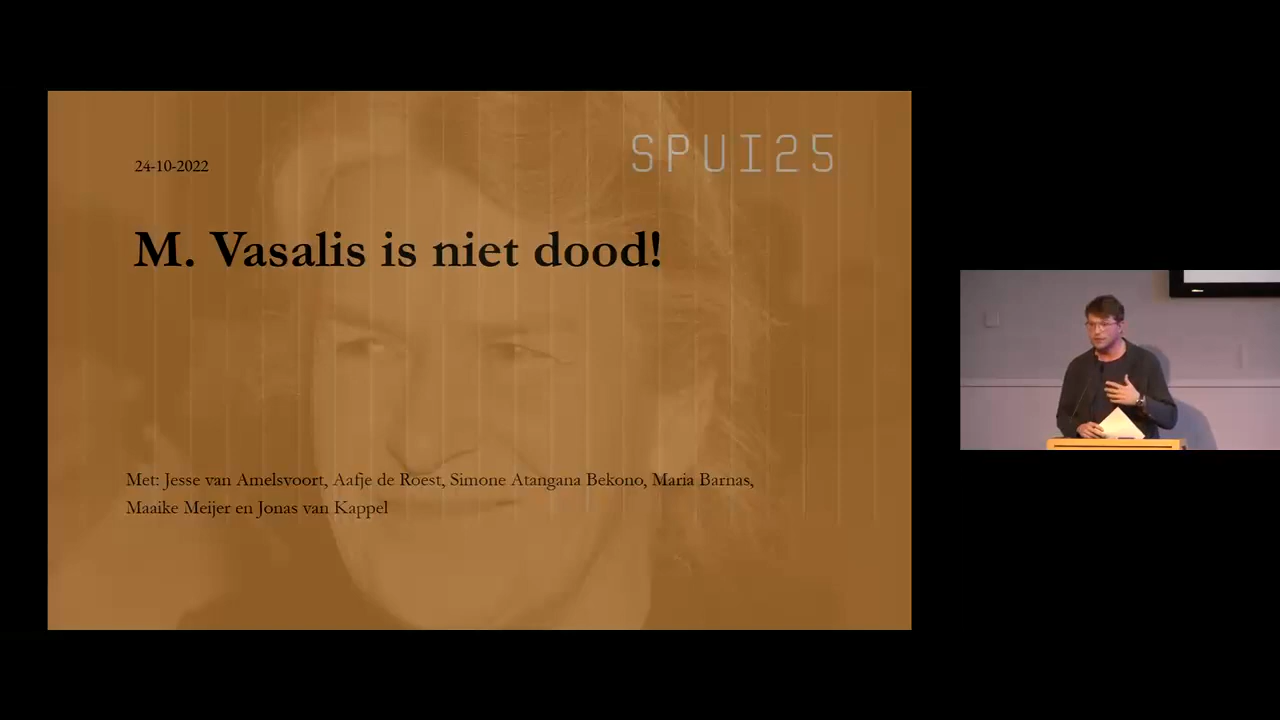 24-10-2022
SPUI25
M. Vasalis is niet dood!
Met: Jesse van Amelsvoort, Aafje de Roest, Simone Atangana Bekono, Maria Barnas,
Maaike Meijer en Jonas van Kappel